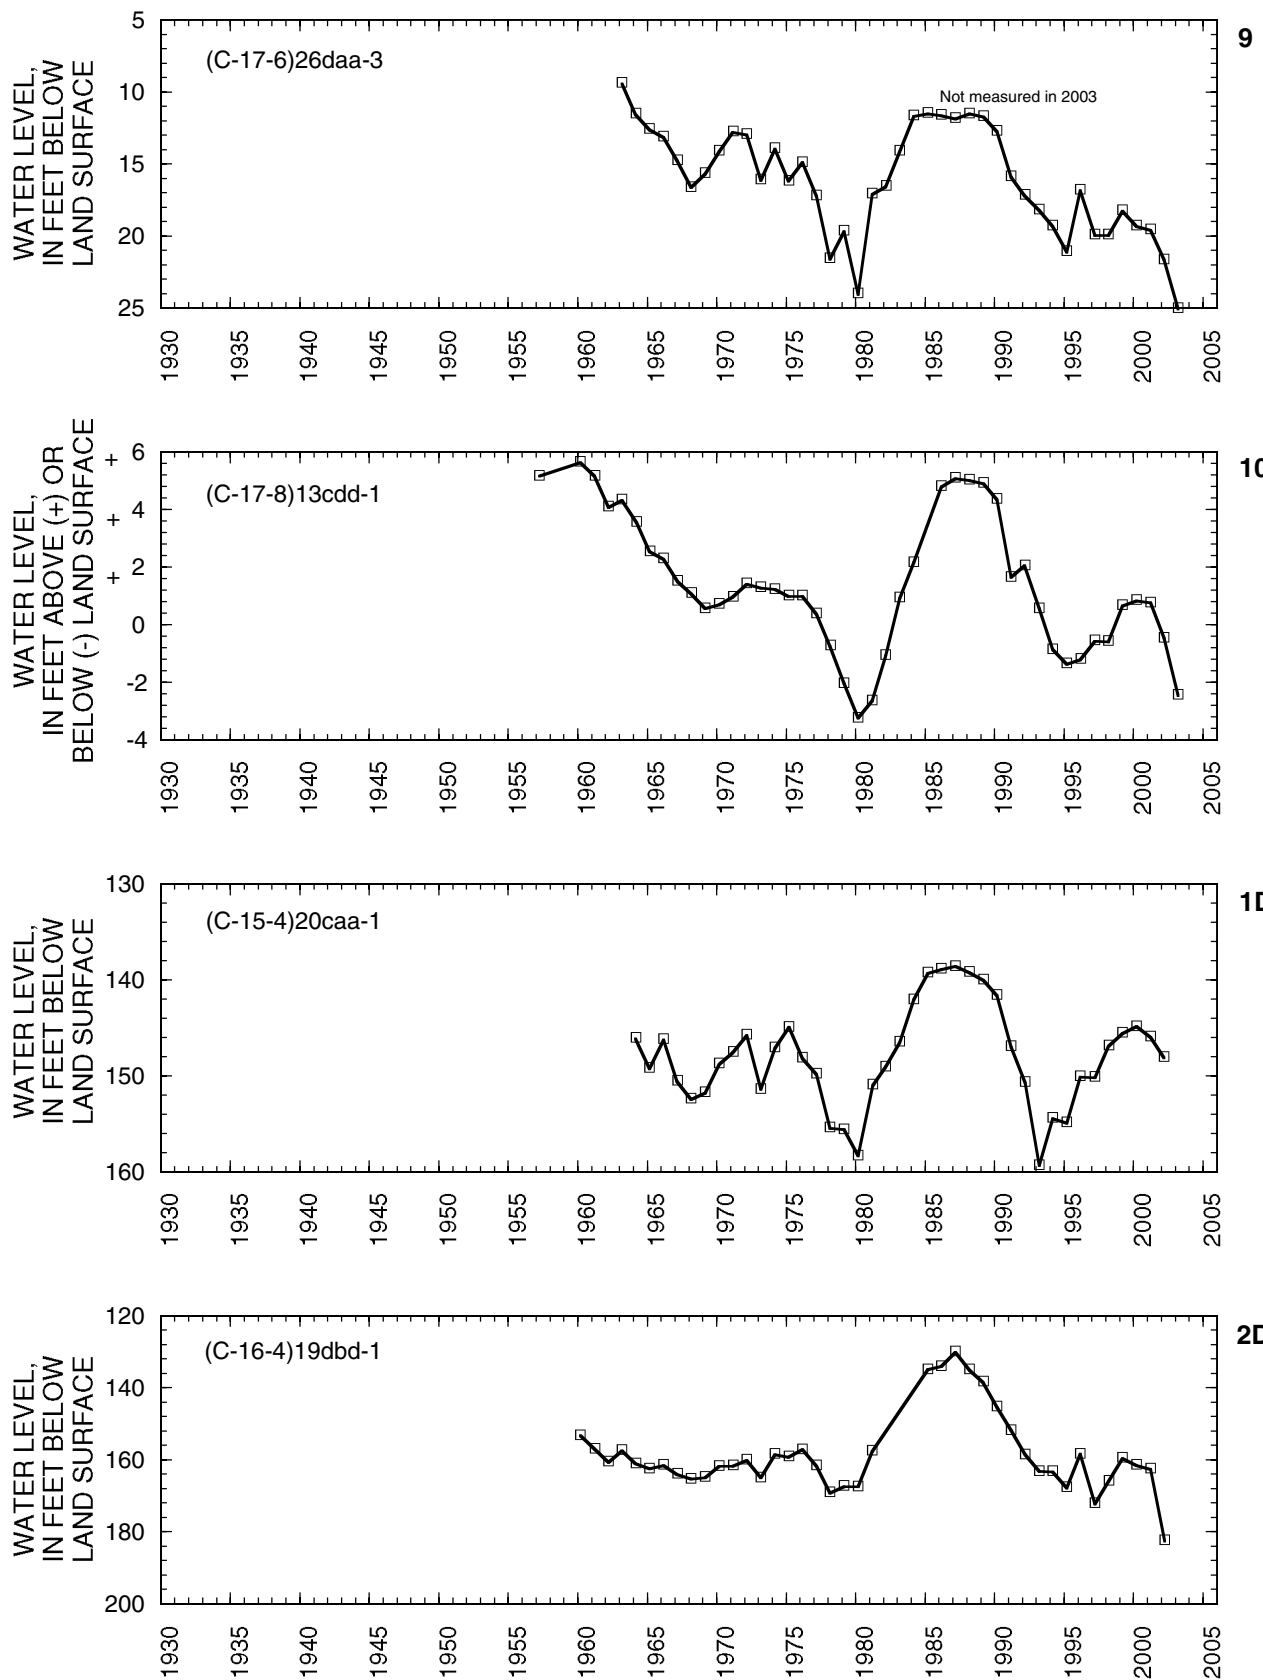 WATER LEVEL,
IN FEET BELOW
LAND SURFACE
5
10
15
20
25
(C-17-6)26daa-3
Not measured in 2003
9
1930 1935 1940 1945 1950 1955 1960 1965 1970 1975 1980 1985 1990 1995 2000 2005
WATER LEVEL,
IN FEET ABOVE (+) OR
BELOW (-) LAND SURFACE
+ 6
+ 4
+ 2
0
-2
-4
(C-17-8)13cdd-1
10
1930 1935 1940 1945 1950 1955 1960 1965 1970 1975 1980 1985 1990 1995 2000 2005
WATER LEVEL,
IN FEET BELOW
LAND SURFACE
130
140
150
160
(C-15-4)20caa-1
1D
1930 1935 1940 1945 1950 1955 1960 1965 1970 1975 1980 1985 1990 1995 2000 2005
WATER LEVEL,
IN FEET BELOW
LAND SURFACE
120
140
160
180
200
(C-16-4)19dbd-1
2D
1930 1935 1940 1945 1950 1955 1960 1965 1970 1975 1980 1985 1990 1995 2000 2005